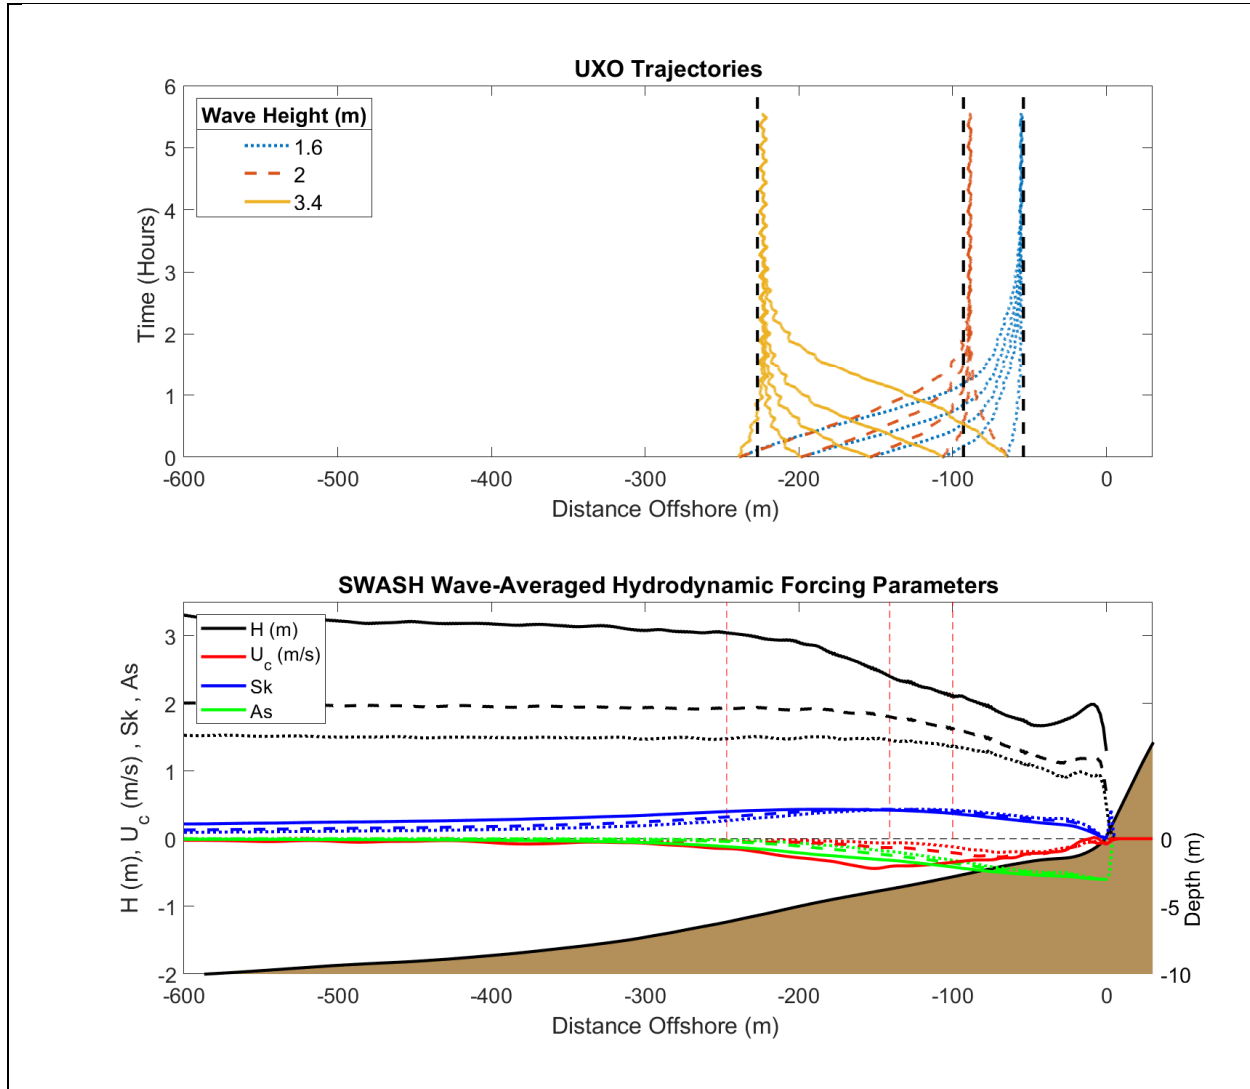 UXO Trajectories
Wave Height (m)
1.6
2
3.4
6
5
4
3
2
1
0
Time (Hours)
-600 -500 -400 -300 -200 -100 0
Distance Offshore (m)
SWASH Wave-Averaged Hydrodynamic Forcing Parameters
H (m)
U_c (m/s)
Sk
As
3
2
1
0
-1
-2
H (m), U_c (m/s) , Sk , As
0
-5
-10
Depth (m)
-600 -500 -400 -300 -200 -100 0
Distance Offshore (m)